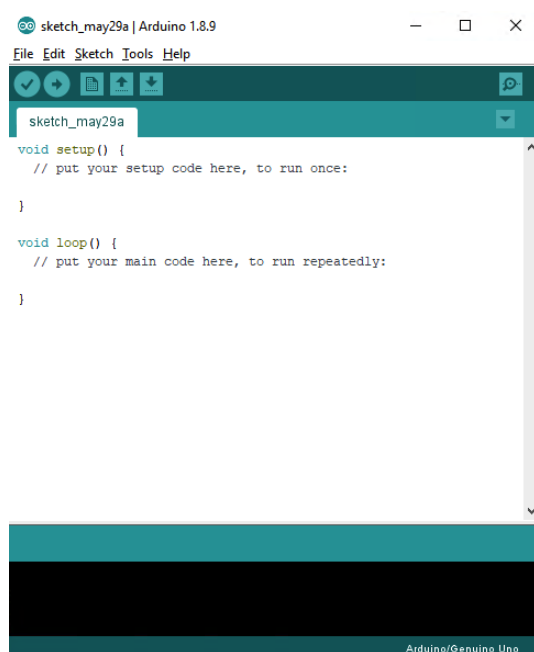 sketch_may29a | Arduino 1.8.9
File Edit Sketch Tools Help
sketch_may29a
void setup() {
  // put your setup code here, to run once:
}
void loop() {
  // put your main code here, to run repeatedly:
}
Arduino/Genuino Uno